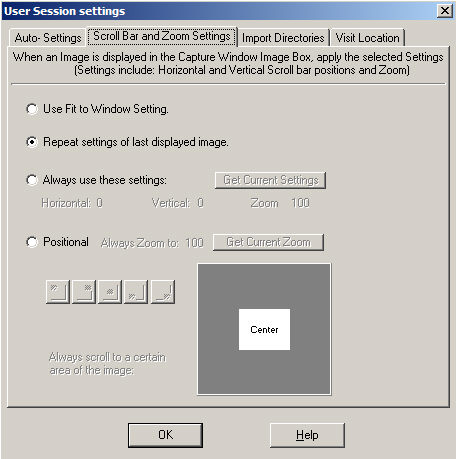 User Session settings
Auto- Settings
Scroll Bar and Zoom Settings
Import Directories
Visit Location
When an Image is displayed in the Capture Window Image Box, apply the selected Settings
(Settings include: Horizontal and Vertical Scroll bar positions and Zoom)
Use Fit to Window Setting.
Repeat settings of last displayed image.
Always use these settings:
Get Current Settings
Horizontal: 0
Vertical: 0
Zoom 100
Positional
Always Zoom to: 100
Get Current Zoom
Center
Always scroll to a certain
area of the image:
OK
Help